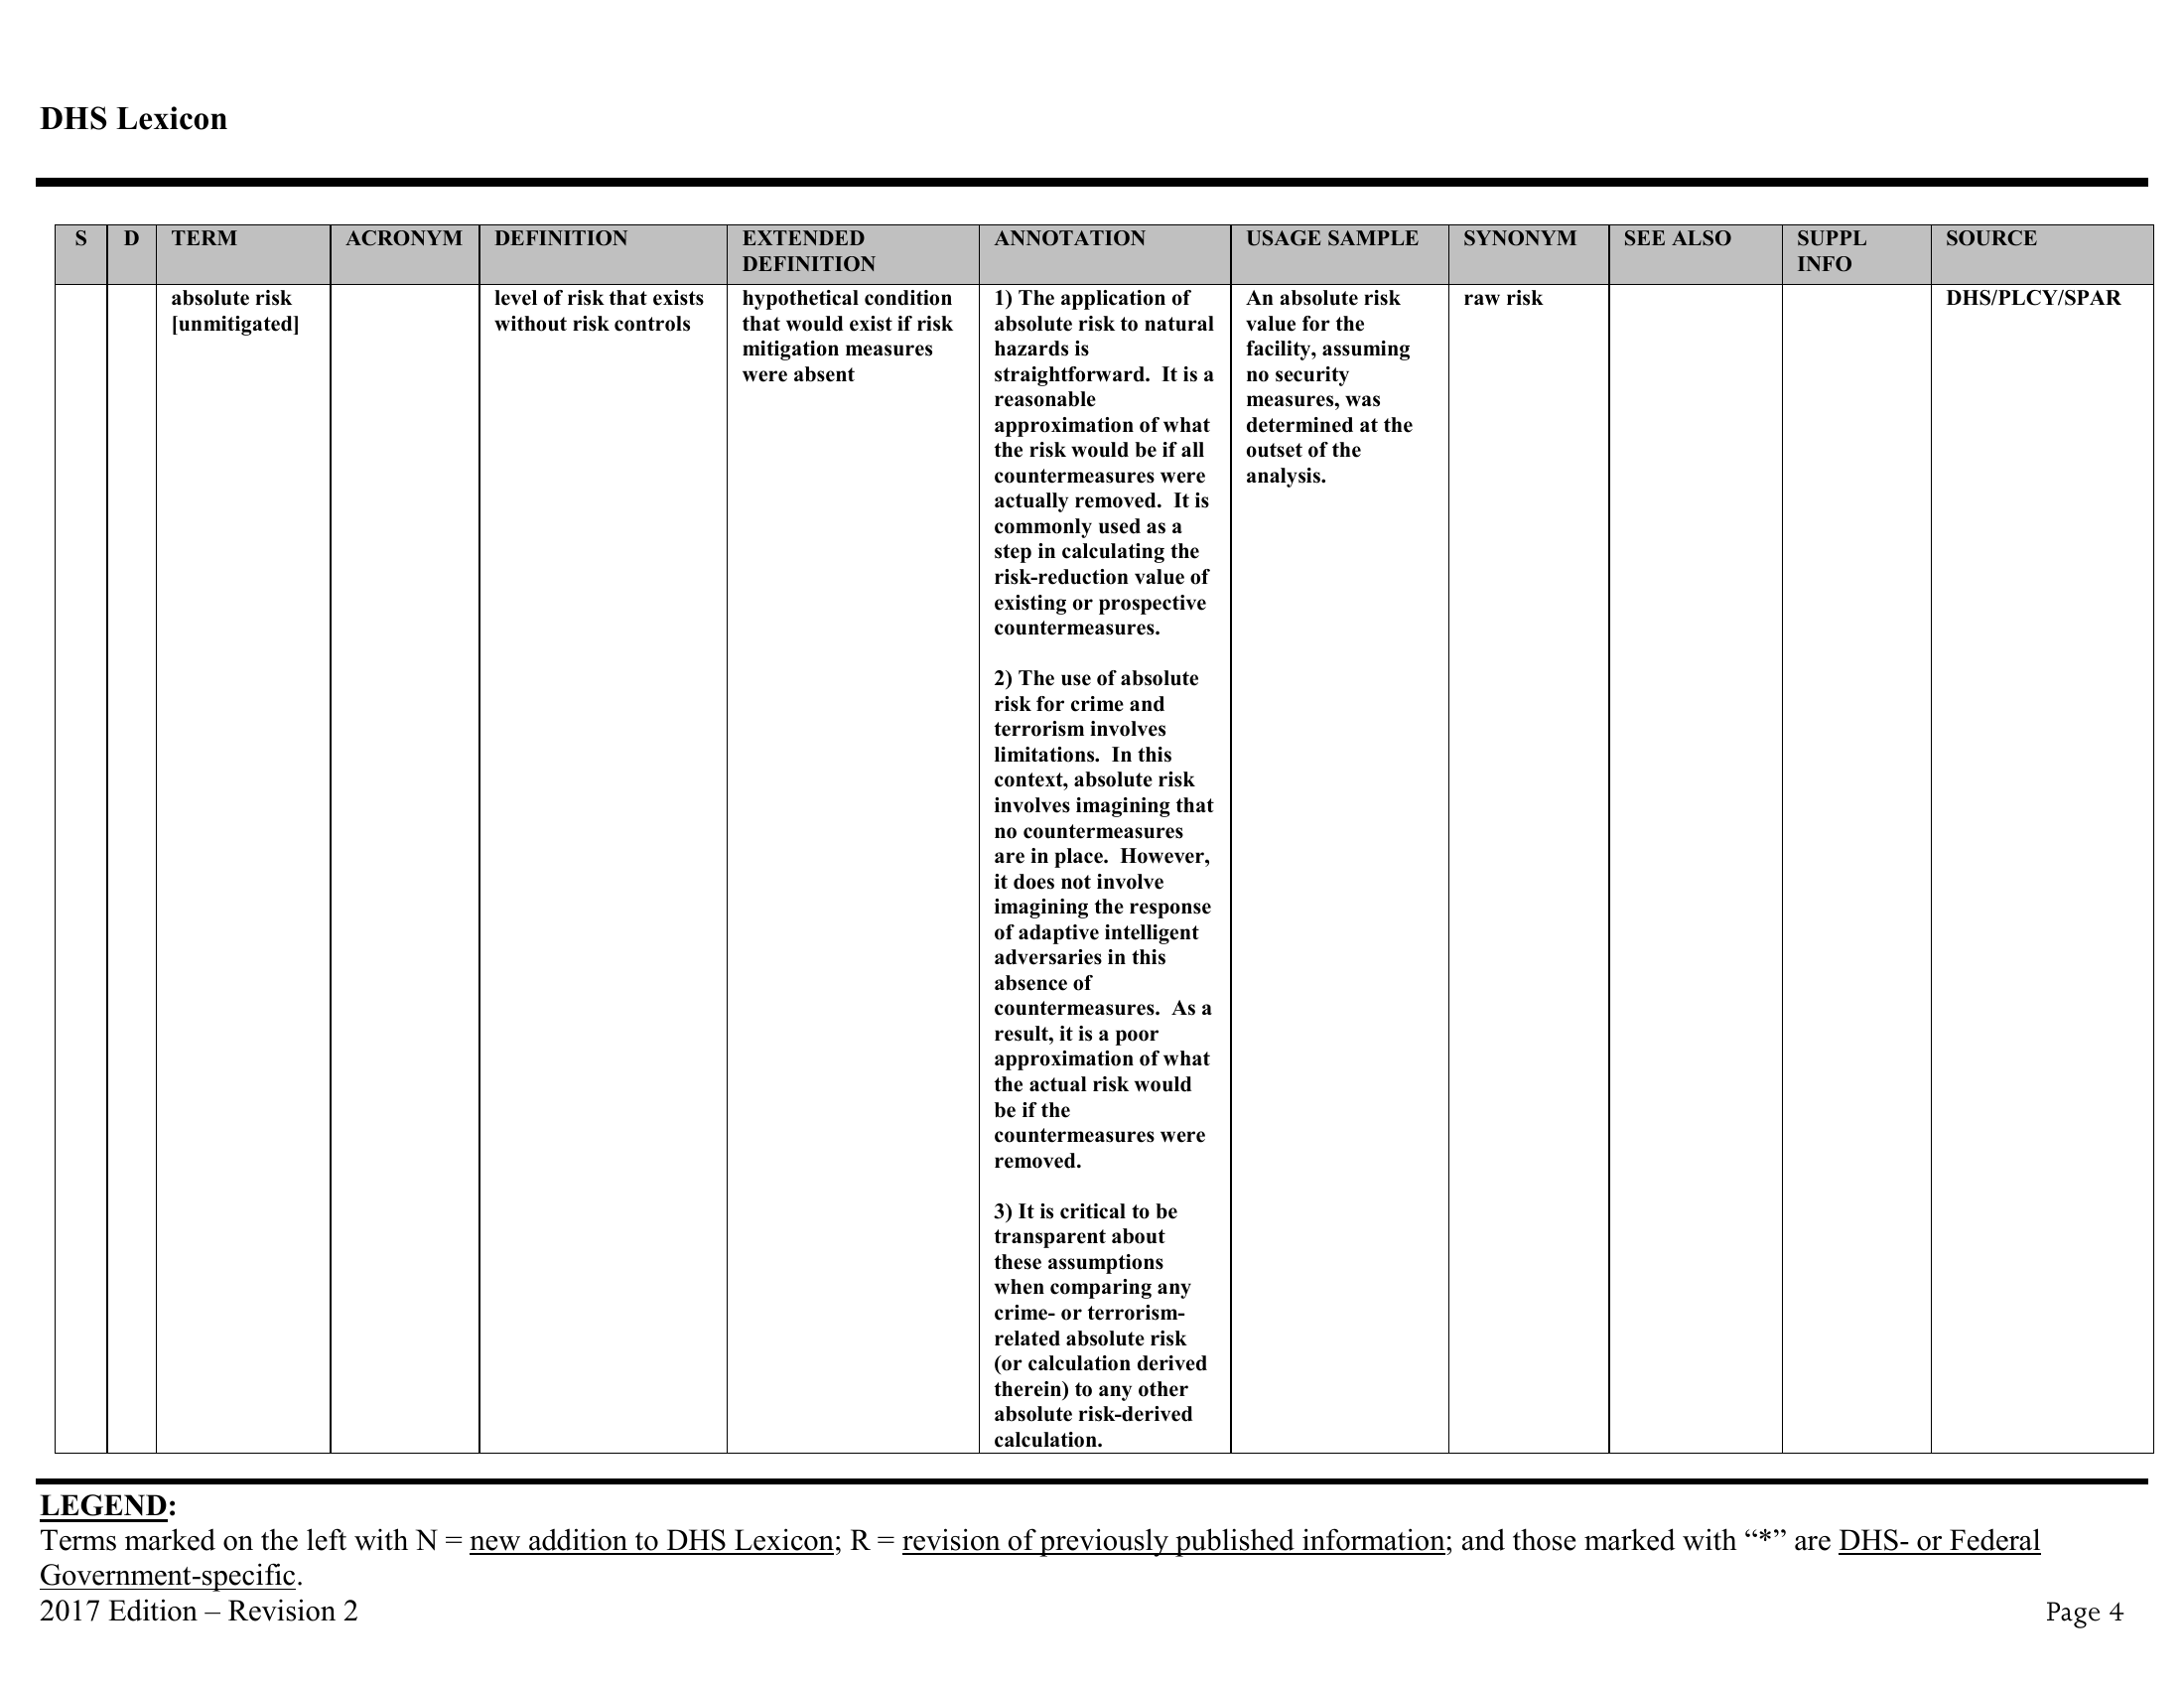 DHS Lexicon
S D TERM ACRONYM DEFINITION EXTENDED DEFINITION ANNOTATION USAGE SAMPLE SYNONYM SEE ALSO SUPPL INFO SOURCE
absolute risk
[unmitigated]
level of risk that exists
without risk controls
hypothetical condition
that would exist if risk
mitigation measures
were absent
1) The application of
absolute risk to natural
hazards is
straightforward.  It is a
reasonable
approximation of what
the risk would be if all
countermeasures were
actually removed.  It is
commonly used as a
step in calculating the
risk-reduction value of
existing or prospective
countermeasures.
2) The use of absolute
risk for crime and
terrorism involves
limitations.  In this
context, absolute risk
involves imagining that
no countermeasures
are in place.  However,
it does not involve
imagining the response
of adaptive intelligent
adversaries in this
absence of
countermeasures.  As a
result, it is a poor
approximation of what
the actual risk would
be if the
countermeasures were
removed.
3) It is critical to be
transparent about
these assumptions
when comparing any
crime- or terrorism-
related absolute risk
(or calculation derived
therein) to any other
absolute risk-derived
calculation.
An absolute risk
value for the
facility, assuming
no security
measures, was
determined at the
outset of the
analysis.
raw risk
DHS/PLCY/SPAR
LEGEND:
Terms marked on the left with N = new addition to DHS Lexicon; R = revision of previously published information; and those marked with “*” are DHS- or Federal
Government-specific.
2017 Edition – Revision 2
Page 4